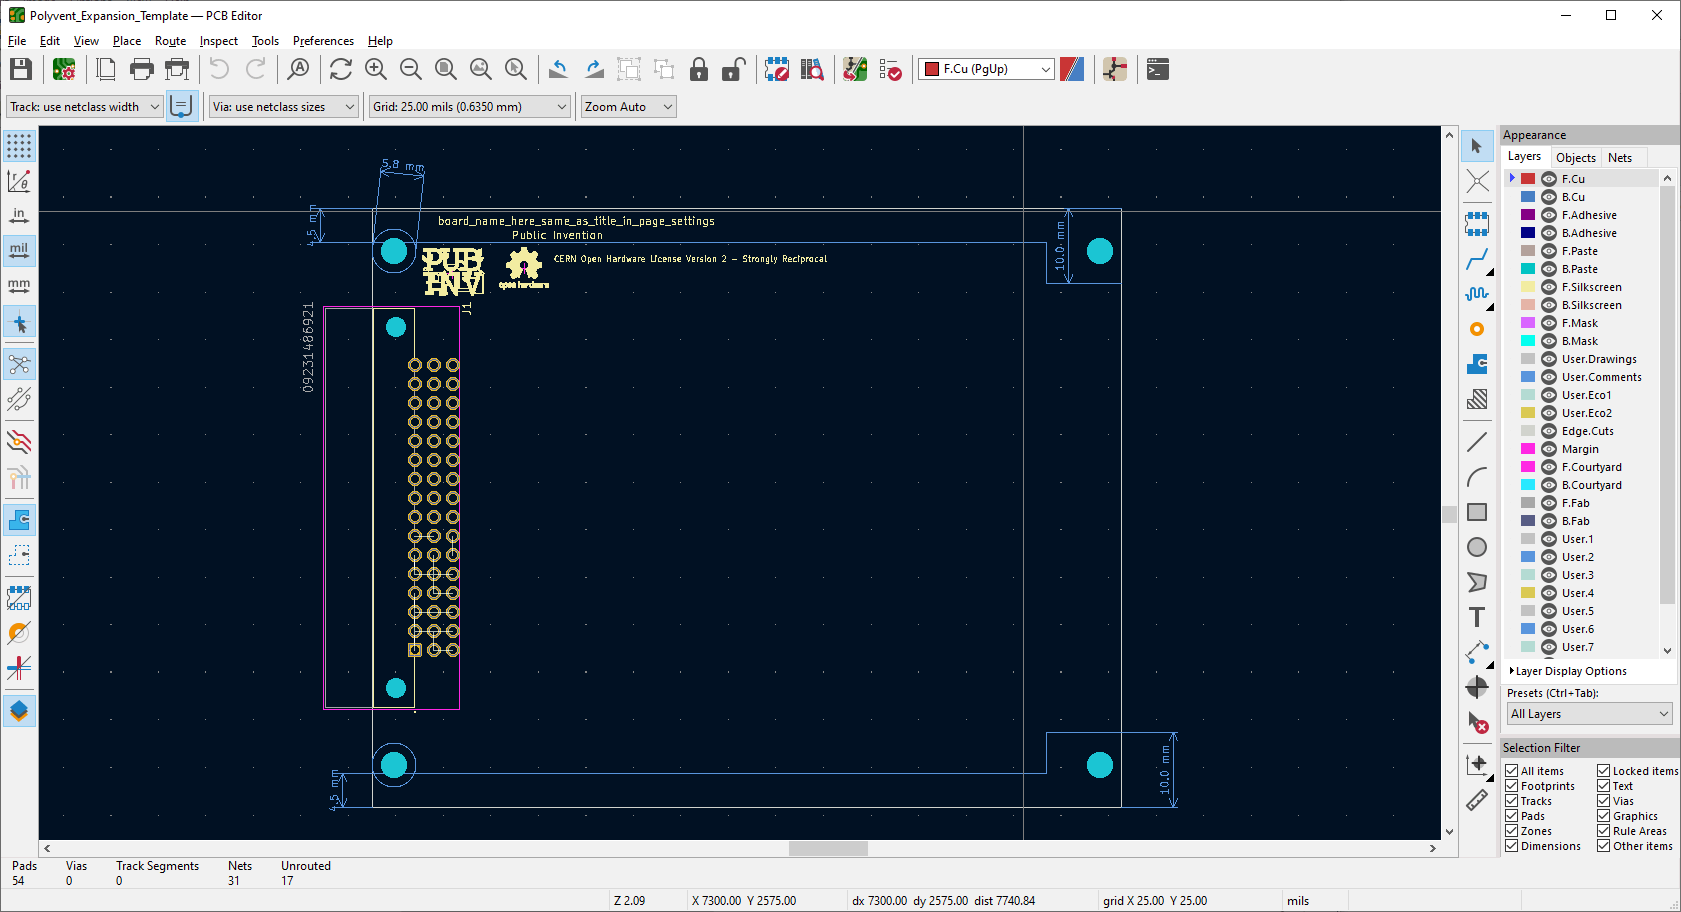 Polyvent_Expansion_Template — PCB Editor
File Edit View Place Route Inspect Tools Preferences Help
F.Cu (PgUp)
Track: use netclass width
Via: use netclass sizes
Grid: 25.00 mils (0.6350 mm)
Zoom Auto
in
mil
mm
5.8 mm
4.5 mm
board_name_here_same_as_title_in_page_settings
Public Invention
PUB
INV
open hardware
CERN Open Hardware License Version 2 - Strongly Reciprocal
10.0 mm
J1
09231486921
4.5 mm
10.0 mm
Appearance
Layers Objects Nets
F.Cu
B.Cu
F.Adhesive
B.Adhesive
F.Paste
B.Paste
F.Silkscreen
B.Silkscreen
F.Mask
B.Mask
User.Drawings
User.Comments
User.Eco1
User.Eco2
Edge.Cuts
Margin
F.Courtyard
B.Courtyard
F.Fab
B.Fab
User.1
User.2
User.3
User.4
User.5
User.6
User.7
Layer Display Options
Presets (Ctrl+Tab):
All Layers
Selection Filter
All items Locked items
Footprints Text
Tracks Vias
Pads Graphics
Zones Rule Areas
Dimensions Other items
Pads Vias Track Segments Nets Unrouted
54 0 0 31 17
Z 2.09 X 7300.00 Y 2575.00 dx 7300.00 dy 2575.00 dist 7740.84 grid X 25.00 Y 25.00 mils